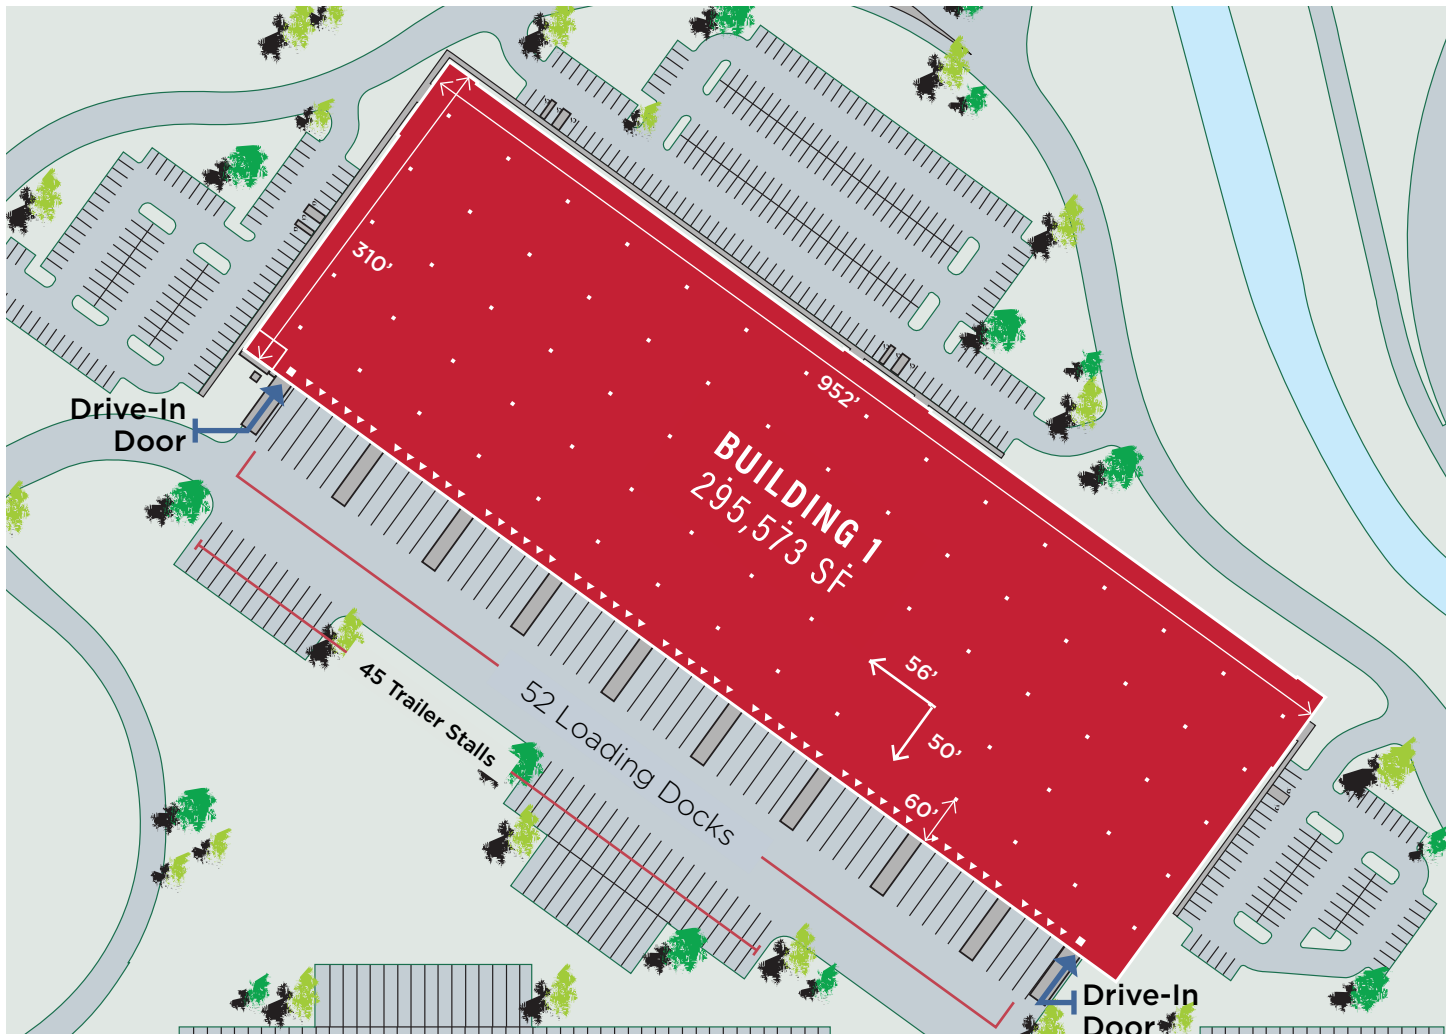 310’
952’
Drive-In
Door
BUILDING 1
295,573 SF
56’
50’
60’
45 Trailer Stalls
52 Loading Docks
Drive-In
Door